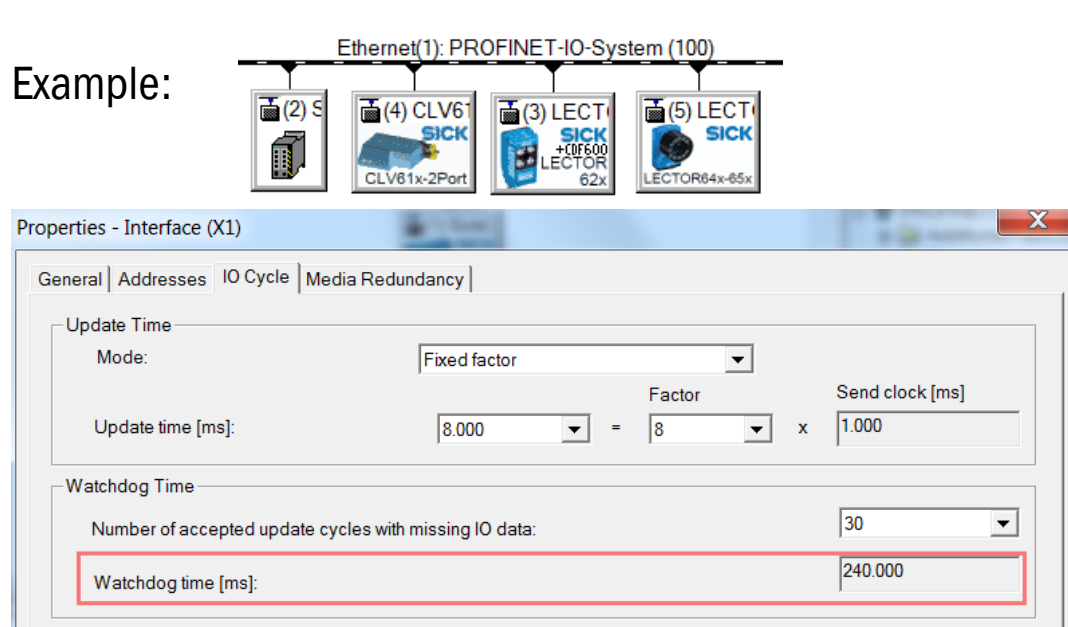 Ethernet(1): PROFINET-IO-System (100)
Example:
(2) S
(4) CLV61
SICK
CLV61x-2Port
(3) LECT
SICK
+CDF600
LECTOR
62x
(5) LECT
SICK
LECTOR64x-65x
Properties - Interface (X1)
X
General Addresses IO Cycle Media Redundancy
Update Time
Mode: Fixed factor
Factor Send clock [ms]
Update time [ms]: 8.000 = 8 x 1.000
Watchdog Time
Number of accepted update cycles with missing IO data: 30
Watchdog time [ms]: 240.000